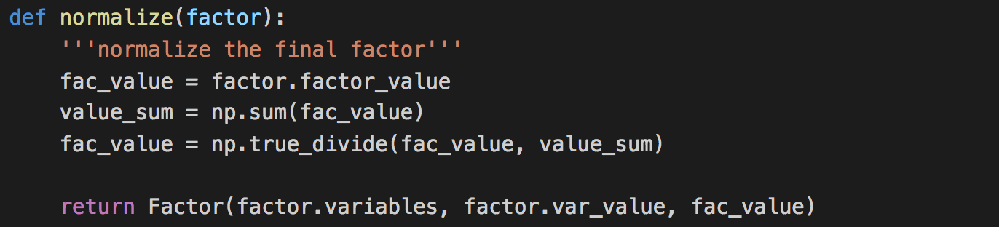 def normalize(factor):
    '''normalize the final factor'''
    fac_value = factor.factor_value
    value_sum = np.sum(fac_value)
    fac_value = np.true_divide(fac_value, value_sum)
    return Factor(factor.variables, factor.var_value, fac_value)